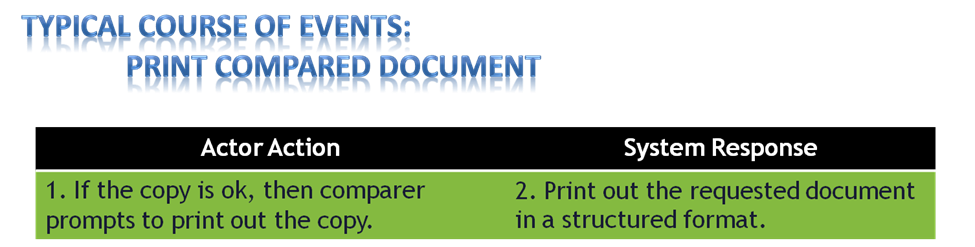 TYPICAL COURSE OF EVENTS:
PRINT COMPARED DOCUMENT
Actor Action
System Response
1. If the copy is ok, then comparer
prompts to print out the copy.
2. Print out the requested document
in a structured format.